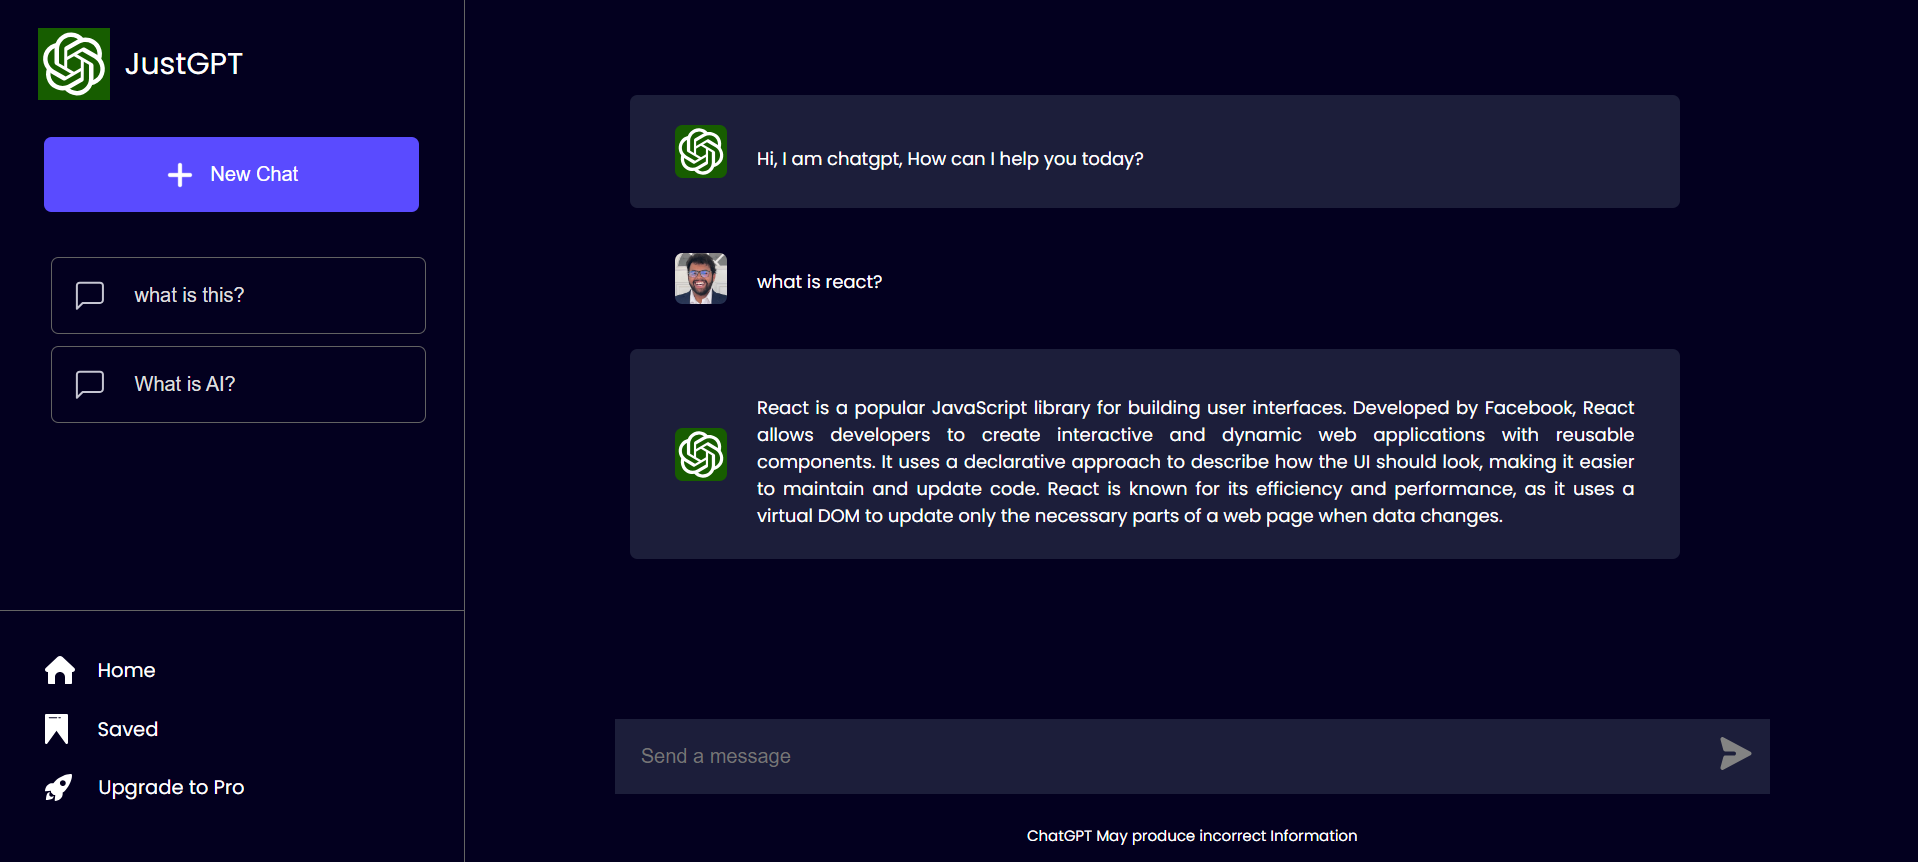 JustGPT
New Chat
what is this?
What is AI?
Home
Saved
Upgrade to Pro
Hi, I am chatgpt, How can I help you today?
what is react?
React is a popular JavaScript library for building user interfaces. Developed by Facebook, React
allows developers to create interactive and dynamic web applications with reusable
components. It uses a declarative approach to describe how the UI should look, making it easier
to maintain and update code. React is known for its efficiency and performance, as it uses a
virtual DOM to update only the necessary parts of a web page when data changes.
Send a message
ChatGPT May produce incorrect Information